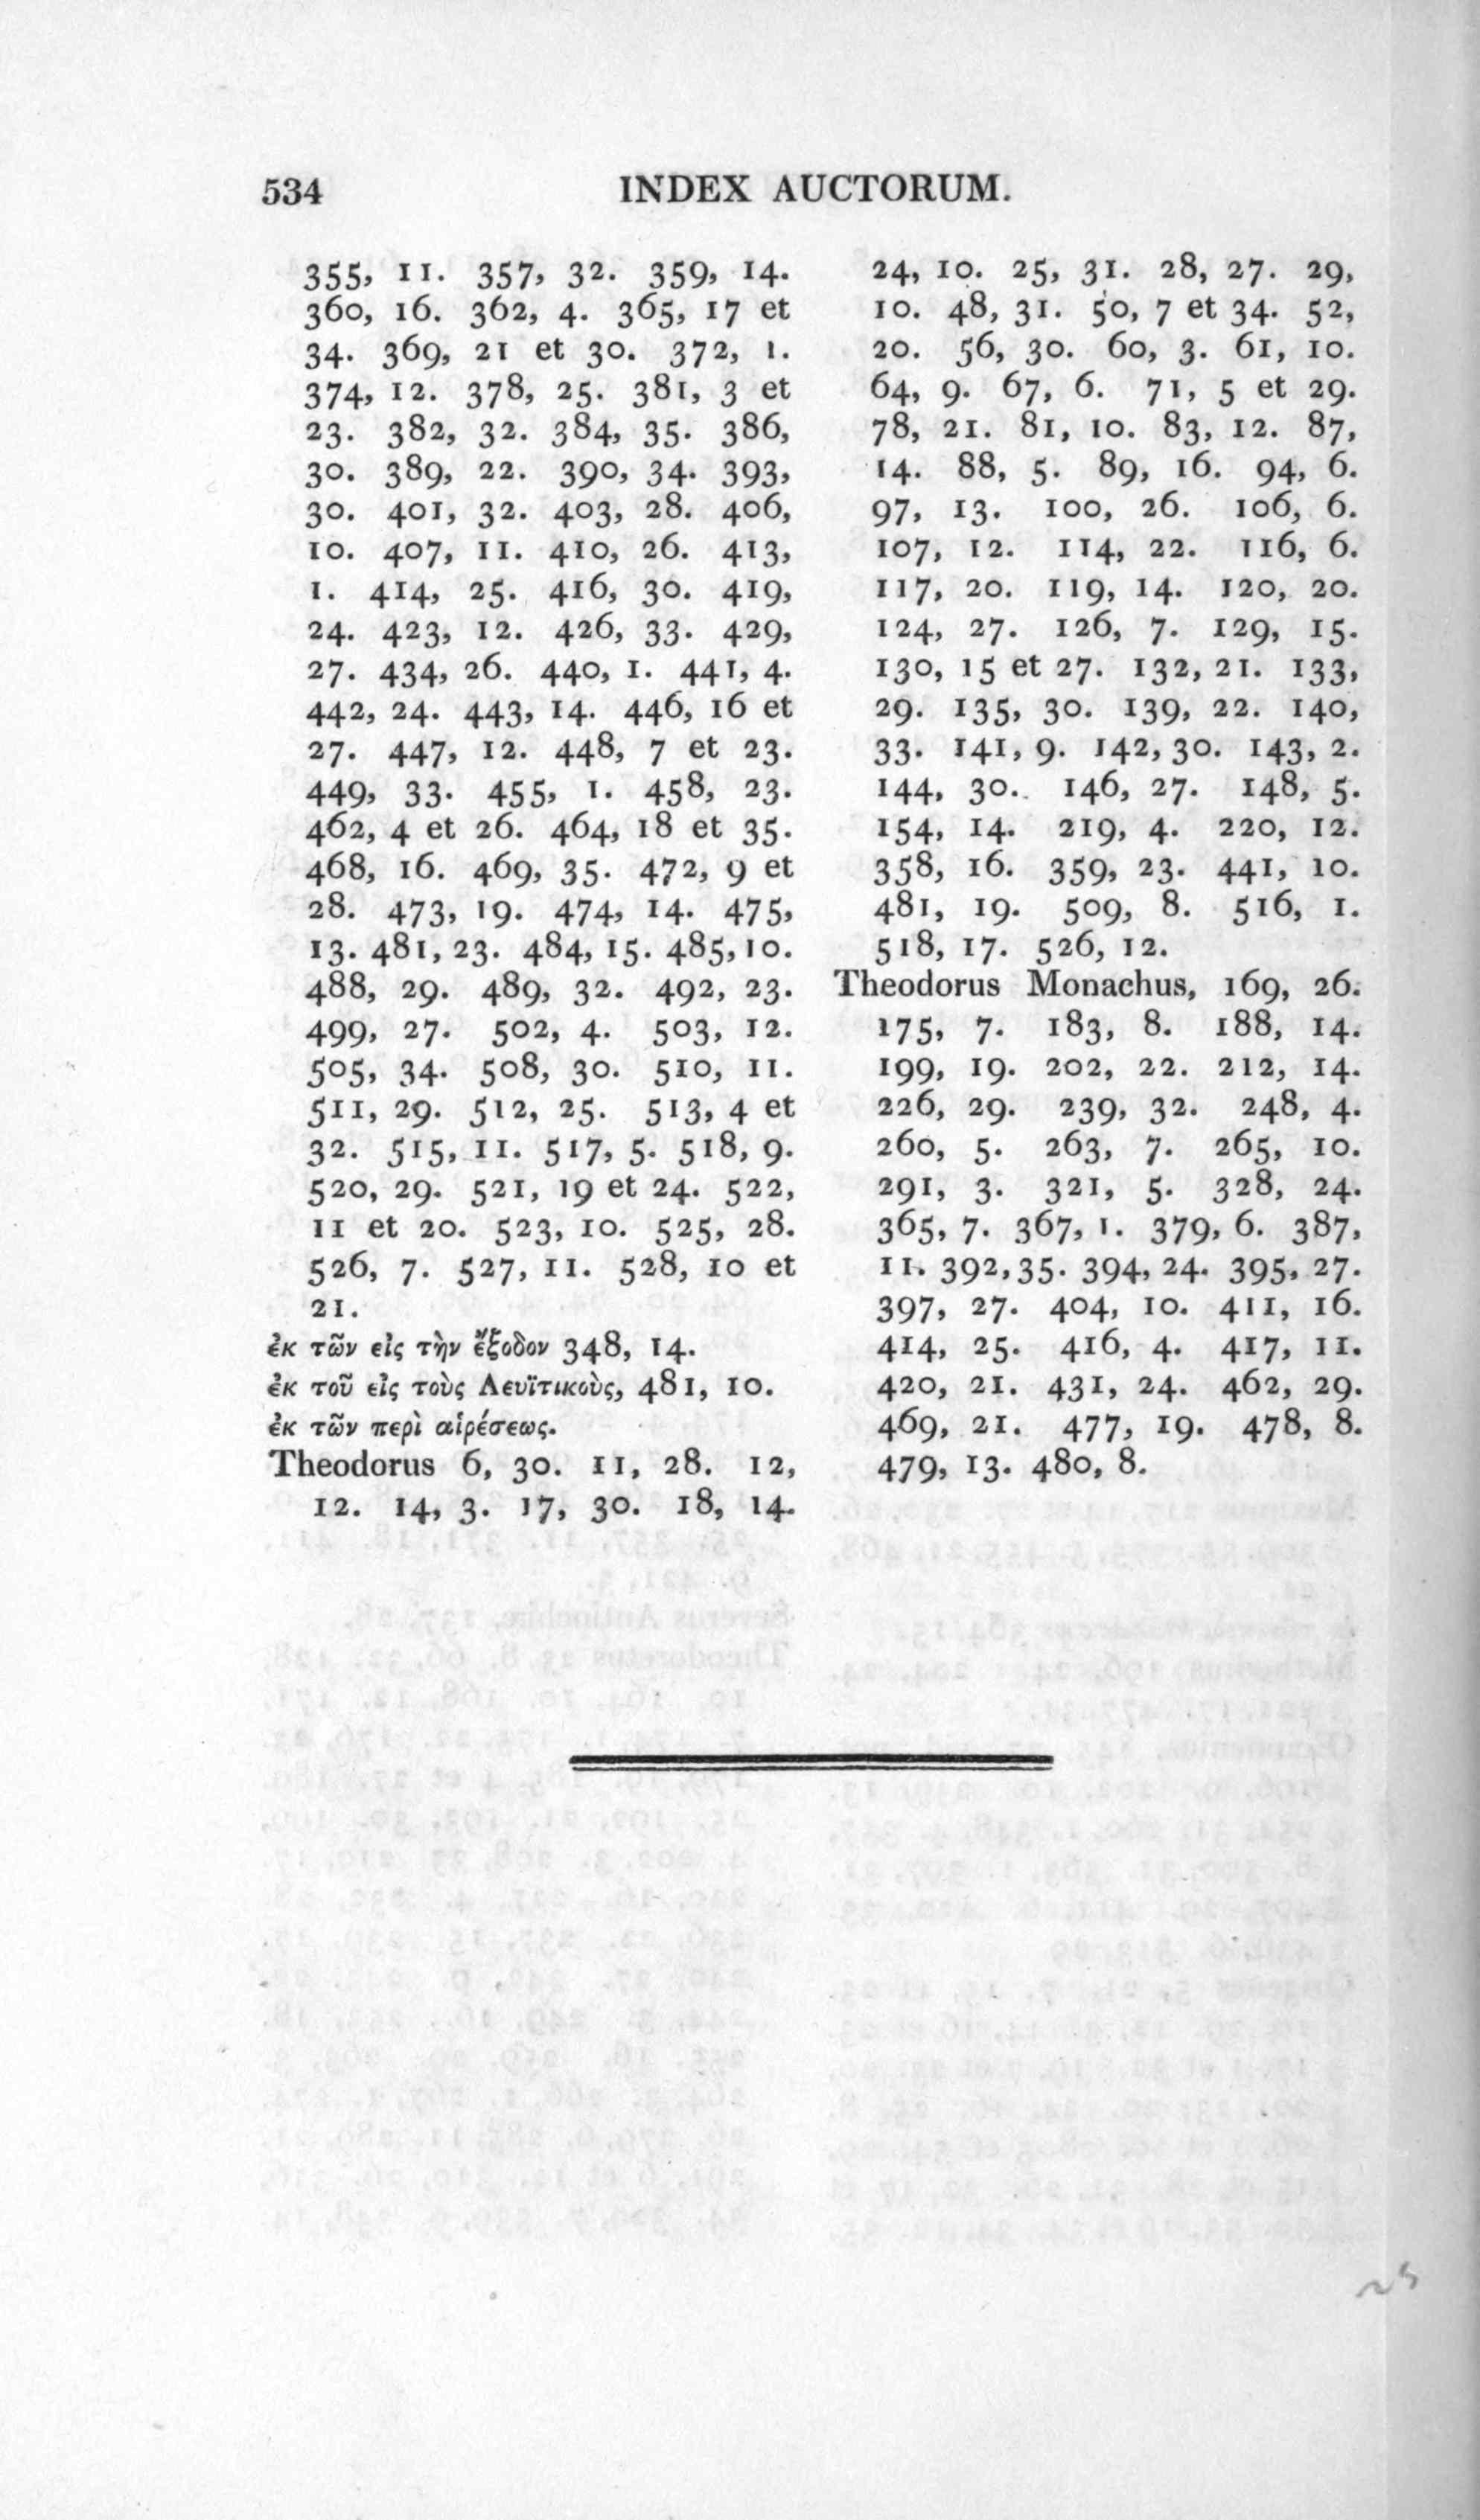 534 INDEX AUCTORUM.
355, 11. 357, 32. 359, 14.
360, 16. 362, 4. 365, 17 et
34. 369, 21 et 30. 372, 1.
374, 12. 378, 25. 381, 3 et
23. 382, 32. 384, 35. 386,
30. 389, 22. 390, 34. 393,
30. 401, 32. 403, 28. 406,
10. 407, 11. 410, 26. 413,
1. 414, 25. 416, 30. 419,
24. 423, 12. 426, 33. 429,
27. 434, 26. 440, 1. 441, 4.
442, 24. 443, 14. 446, 16 et
27. 447, 12. 448, 7 et 23.
449, 33. 455, 1. 458, 23.
462, 4 et 26. 464, 18 et 35.
468, 16. 469, 35. 472, 9 et
28. 473, 19. 474, 14. 475,
13. 481, 23. 484, 15. 485, 10.
488, 29. 489, 32. 492, 23.
499, 27. 502, 4. 503, 12.
505, 34. 508, 30. 510, 11.
511, 29. 512, 25. 513, 4 et
32. 515, 11. 517, 5. 518, 9.
520, 29. 521, 19 et 24. 522,
11 et 20. 523, 10. 525, 28.
526, 7. 527, 11. 528, 10 et
21.
ἐκ τῶν εἰς τὴν ἔξοδον 348, 14.
ἐκ τοῦ εἰς τοὺς Λευϊτικοὺς, 481, 10.
ἐκ τῶν περὶ αἱρέσεως.
Theodorus 6, 30. 11, 28. 12,
12. 14, 3. 17, 30. 18, 14.
24, 10. 25, 31. 28, 27. 29,
10. 48, 31. 50, 7 et 34. 52,
20. 56, 30. 60, 3. 61, 10.
64, 9. 67, 6. 71, 5 et 29.
78, 21. 81, 10. 83, 12. 87,
14. 88, 5. 89, 16. 94, 6.
97, 13. 100, 26. 106, 6.
107, 12. 114, 22. 116, 6.
117, 20. 119, 14. 120, 20.
124, 27. 126, 7. 129, 15.
130, 15 et 27. 132, 21. 133,
29. 135, 30. 139, 22. 140,
33. 141, 9. 142, 30. 143, 2.
144, 30. 146, 27. 148, 5.
154, 14. 219, 4. 220, 12.
358, 16. 359, 23. 441, 10.
481, 19. 509, 8. 516, 1.
518, 17. 526, 12.
Theodorus Monachus, 169, 26.
175, 7. 183, 8. 188, 14.
199, 19. 202, 22. 212, 14.
226, 29. 239, 32. 248, 4.
260, 5. 263, 7. 265, 10.
291, 3. 321, 5. 328, 24.
365, 7. 367, 1. 379, 6. 387,
11. 392, 35. 394, 24. 395, 27.
397, 27. 404, 10. 411, 16.
414, 25. 416, 4. 417, 11.
420, 21. 431, 24. 462, 29.
469, 21. 477, 19. 478, 8.
479, 13. 480, 8.